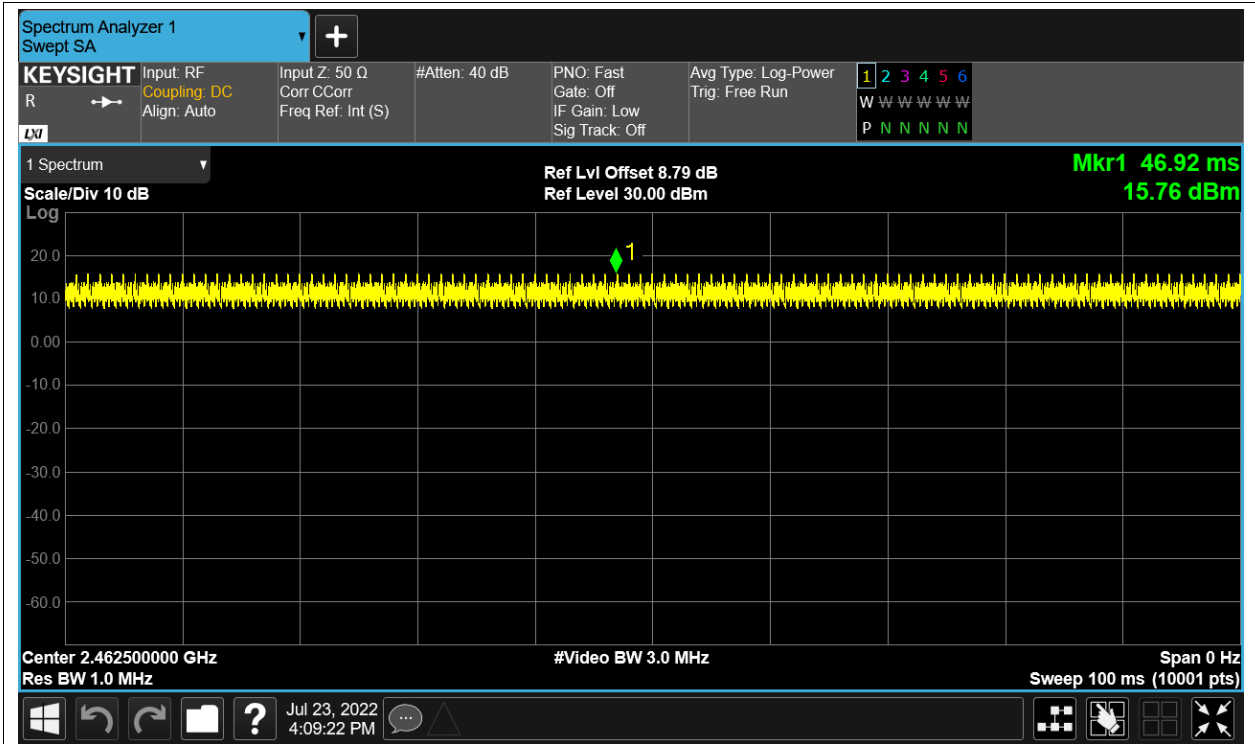 Spectrum Analyzer 1
Swept SA
KEYSIGHT
R
LXI
Input: RF
Coupling: DC
Align: Auto
Input Z: 50 Ω
Corr CCorr
Freq Ref: Int (S)
#Atten: 40 dB
PNO: Fast
Gate: Off
IF Gain: Low
Sig Track: Off
Avg Type: Log-Power
Trig: Free Run
1 2 3 4 5 6
W W W W W W
P N N N N N
1 Spectrum
Scale/Div 10 dB
Ref Lvl Offset 8.79 dB
Ref Level 30.00 dBm
Mkr1 46.92 ms
15.76 dBm
Log
1
20.0
10.0
0.00
-10.0
-20.0
-30.0
-40.0
-50.0
-60.0
Center 2.462500000 GHz
Res BW 1.0 MHz
#Video BW 3.0 MHz
Span 0 Hz
Sweep 100 ms (10001 pts)
?
Jul 23, 2022
4:09:22 PM